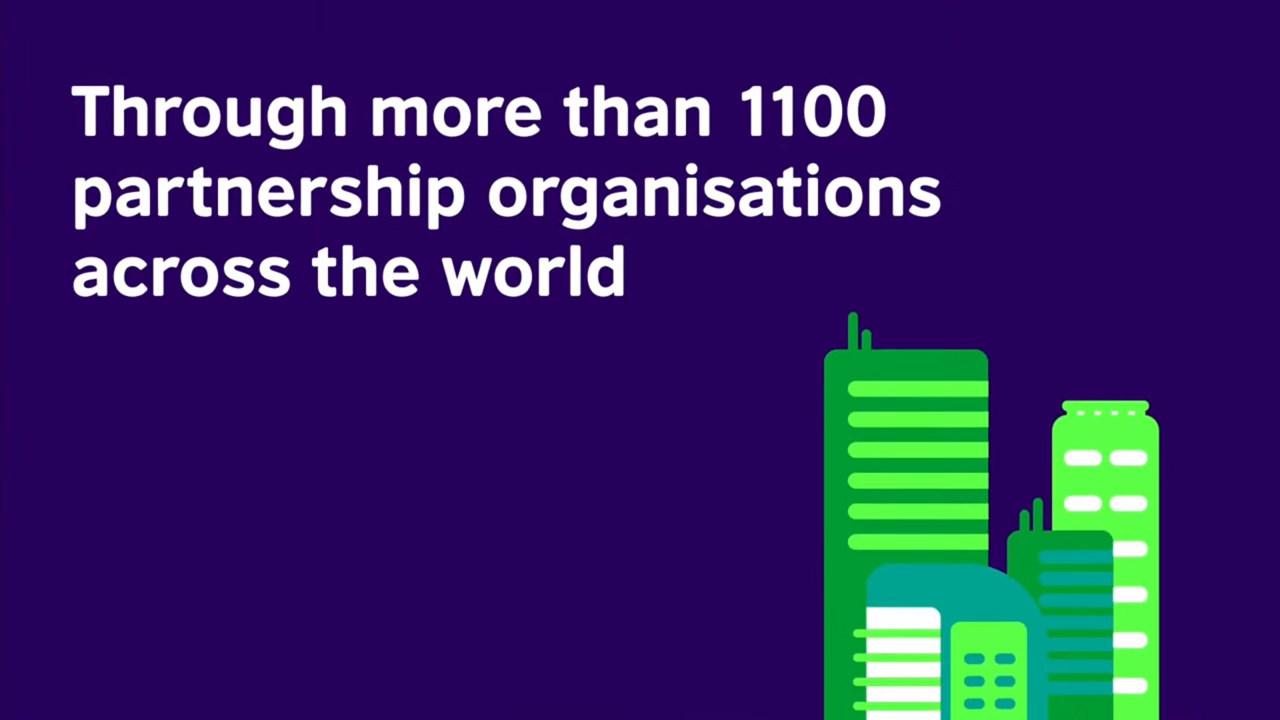 Through more than 1100
partnership organisations
across the world